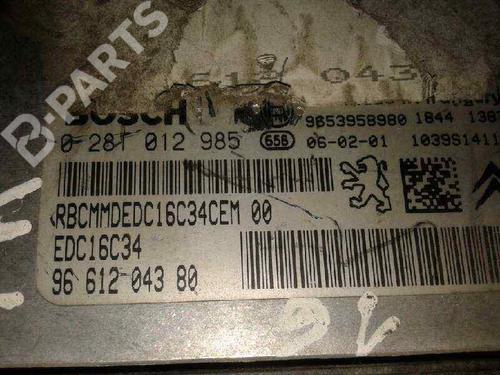 B-PARTS
BOSCH
9653958980 1844
0 281 012 985 G5B 06-02-01 1039S1411
RBCMMDEDC16C34CEM 00
EDC16C34
96 612 043 80